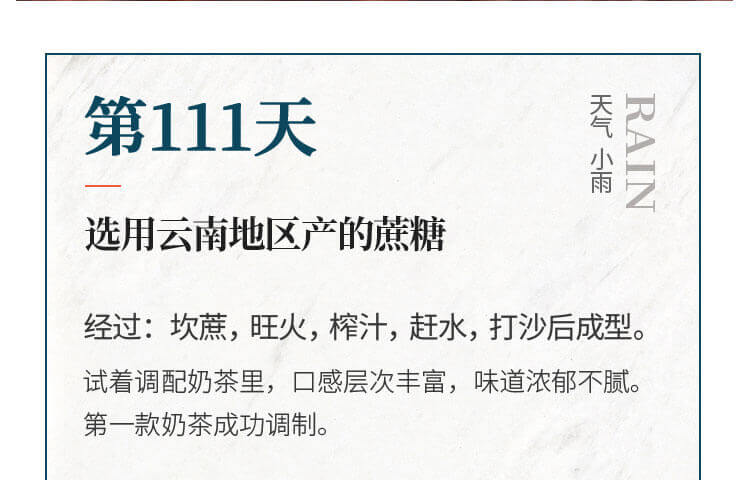 第111天
天气 小雨
RAIN
选用云南地区产的蔗糖
经过：坎蔗，旺火，榨汁，赶水，打沙后成型。
试着调配奶茶里，口感层次丰富，味道浓郁不腻。
第一款奶茶成功调制。